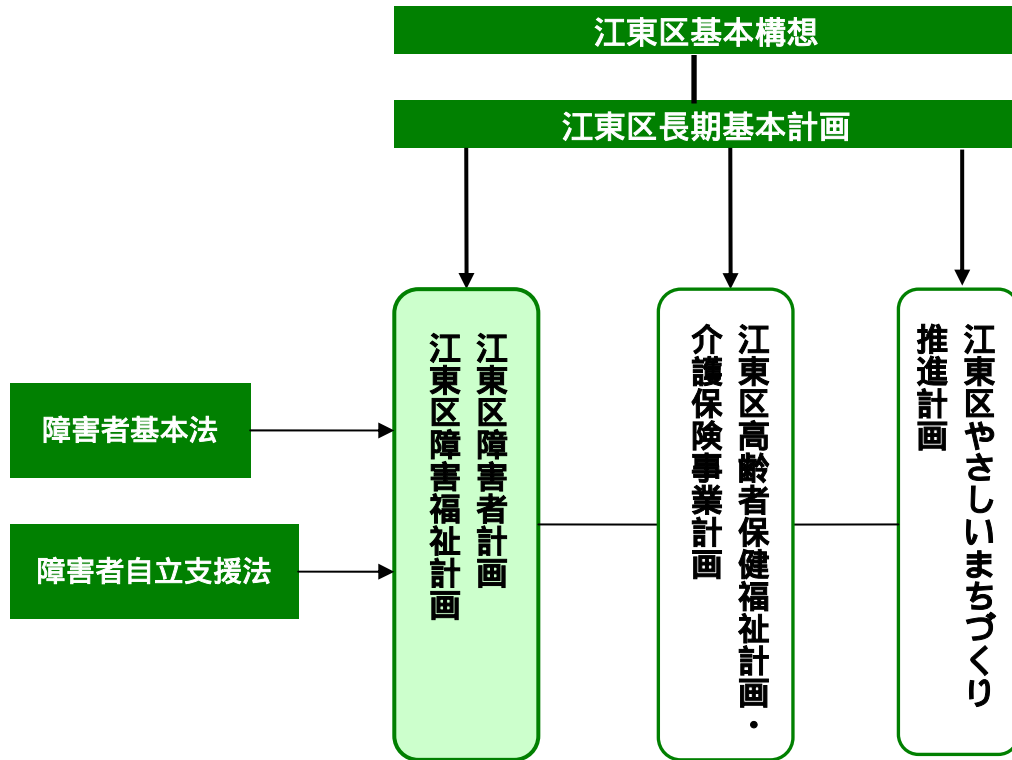 江東区基本構想
江東区長期基本計画
障害者基本法
障害者自立支援法
江東区障害者計画
江東区障害福祉計画
江東区高齢者保健福祉計画・
介護保険事業計画
江東区やさしいまちづくり
推進計画